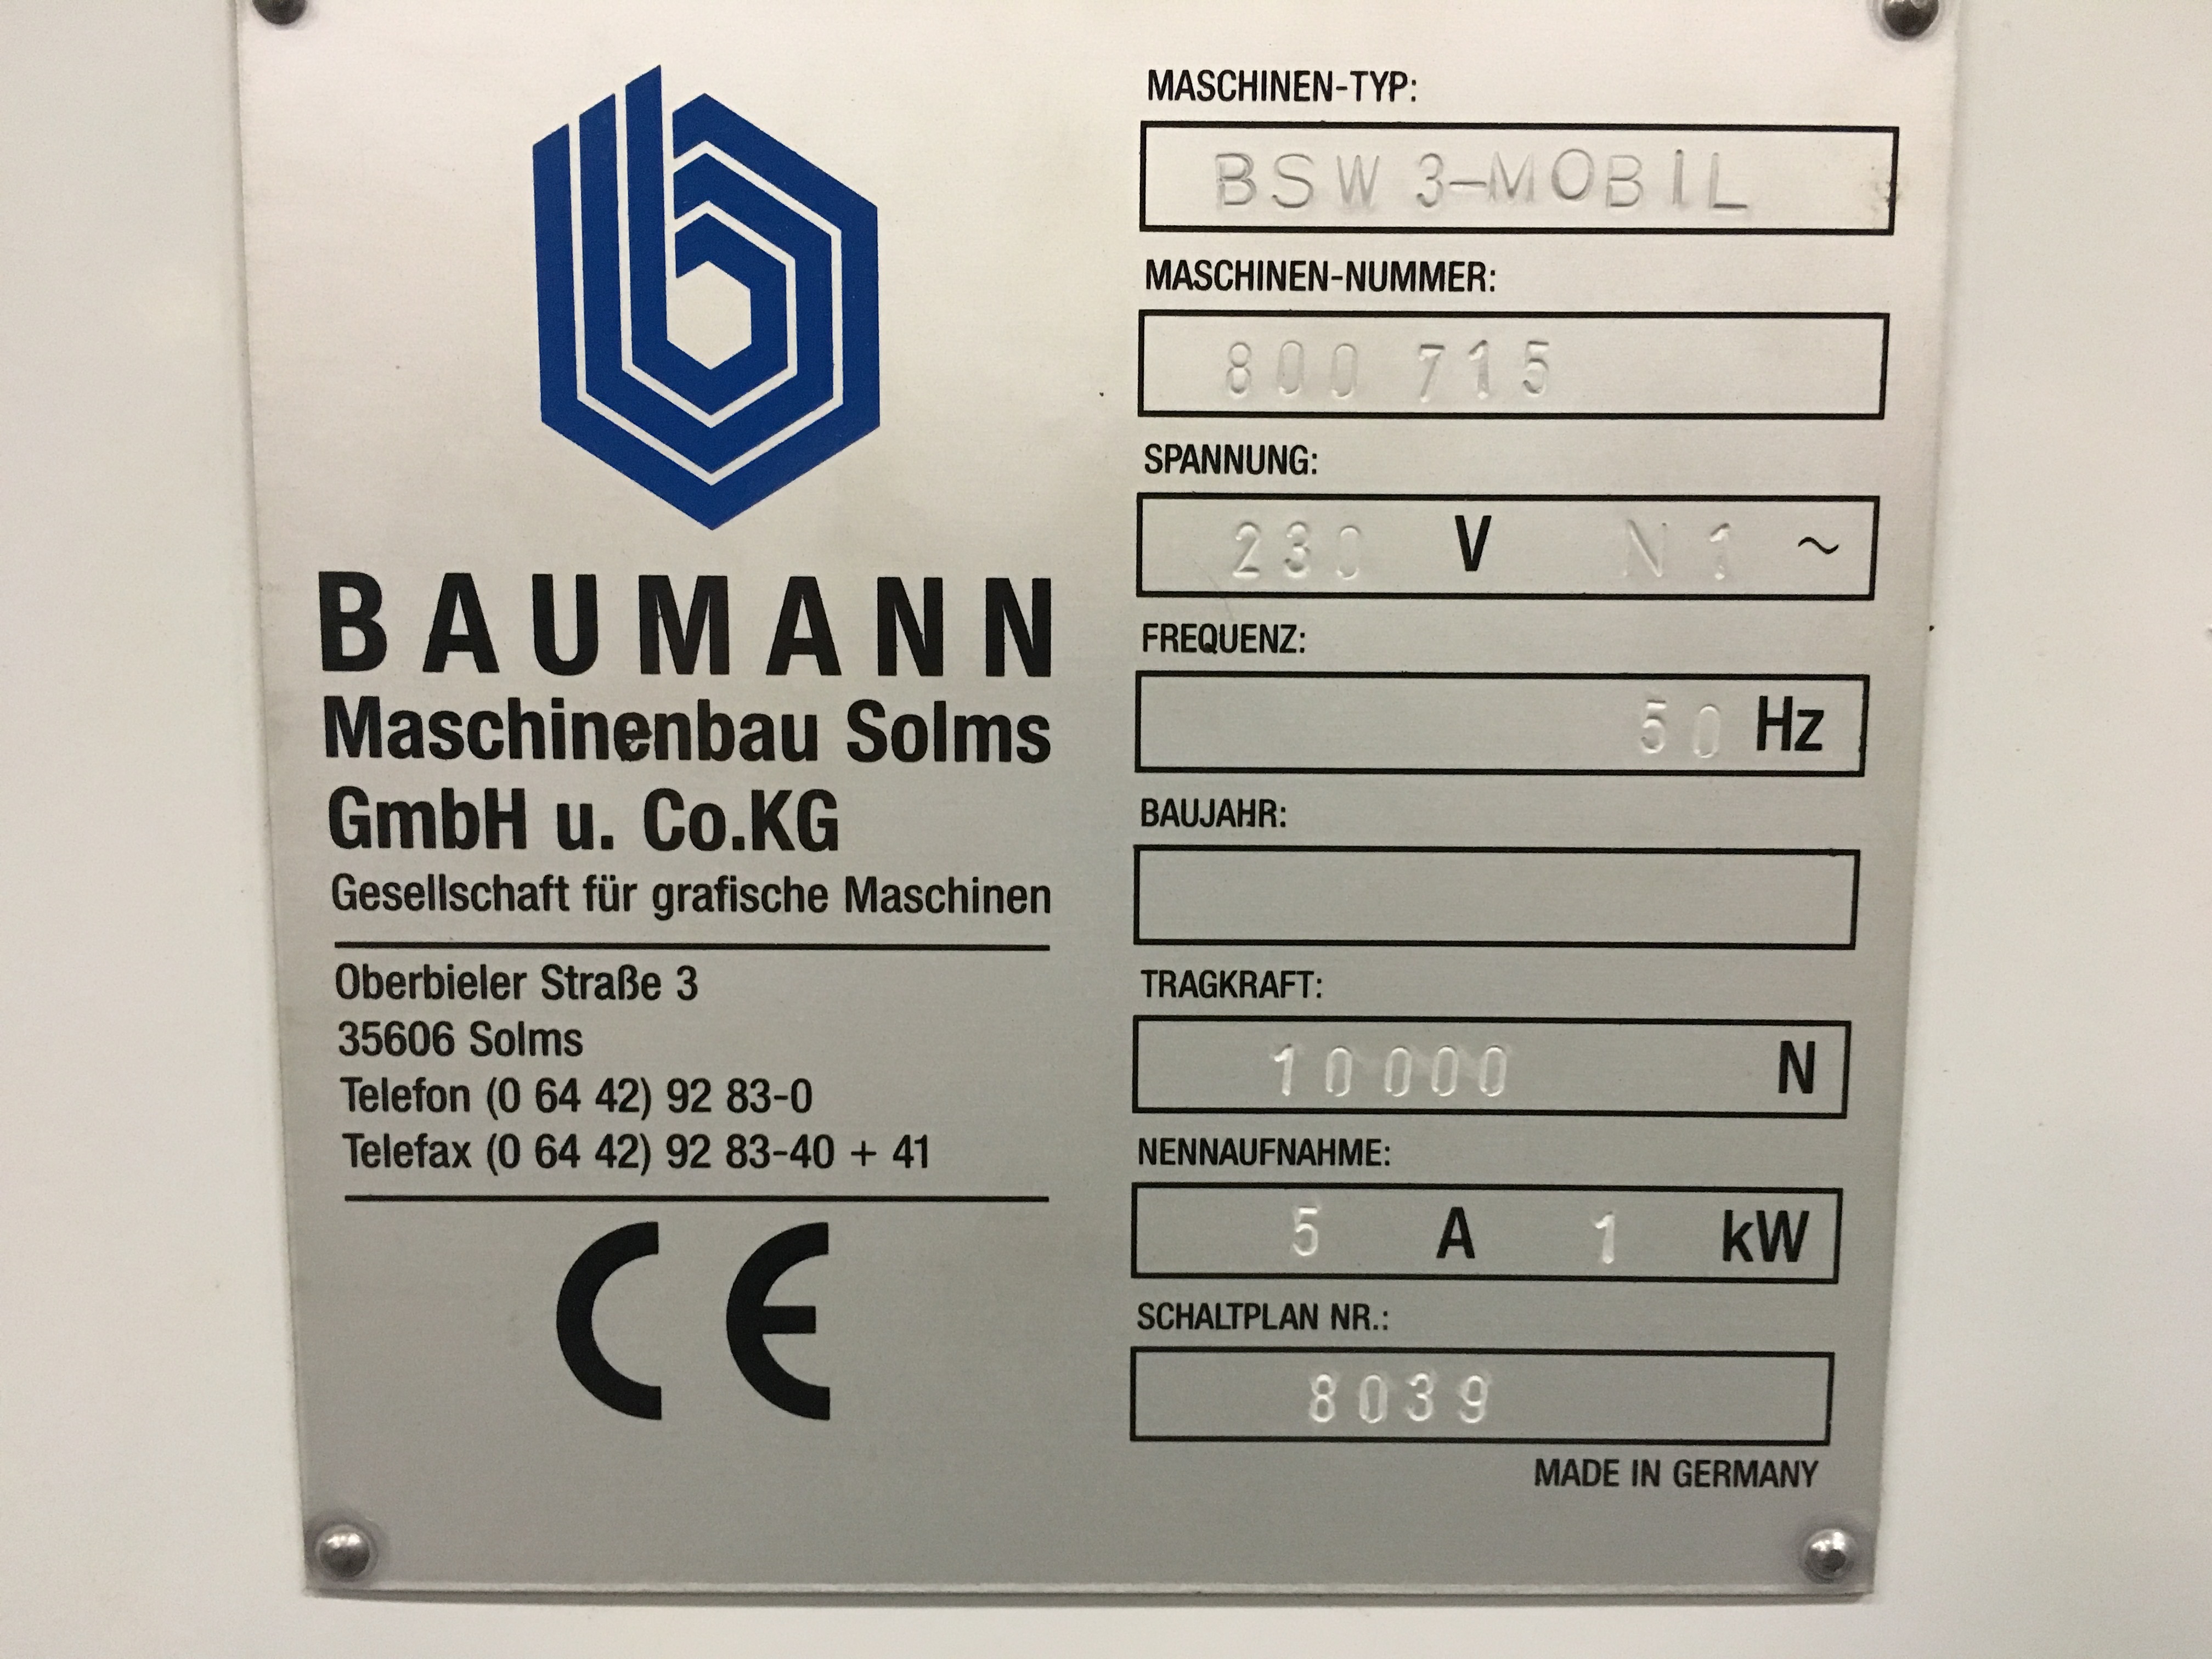 BAUMANN
Maschinenbau Solms
GmbH u. Co.KG
Gesellschaft für grafische Maschinen
Oberbieler Straße 3
35606 Solms
Telefon (0 64 42) 92 83-0
Telefax (0 64 42) 92 83-40 + 41
CE
MASCHINEN-TYP:
BSW 3-MOBIL
MASCHINEN-NUMMER:
800 715
SPANNUNG:
230 V N1 ~
FREQUENZ:
50 Hz
BAUJAHR:
TRAGKRAFT:
10000 N
NENNAUFNAHME:
5 A 1 kW
SCHALTPLAN NR.:
8039
MADE IN GERMANY